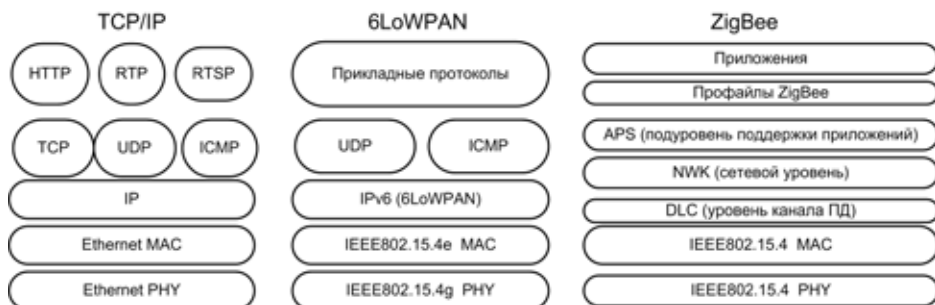 TCP/IP
HTTP
RTP
RTSP
TCP
UDP
ICMP
IP
Ethernet MAC
Ethernet PHY
6LoWPAN
Прикладные протоколы
UDP
ICMP
IPv6 (6LoWPAN)
IEEE802.15.4e MAC
IEEE802.15.4g PHY
ZigBee
Приложения
Профайлы ZigBee
APS (подуровень поддержки приложений)
NWK (сетевой уровень)
DLC (уровень канала ПД)
IEEE802.15.4 MAC
IEEE802.15.4 PHY